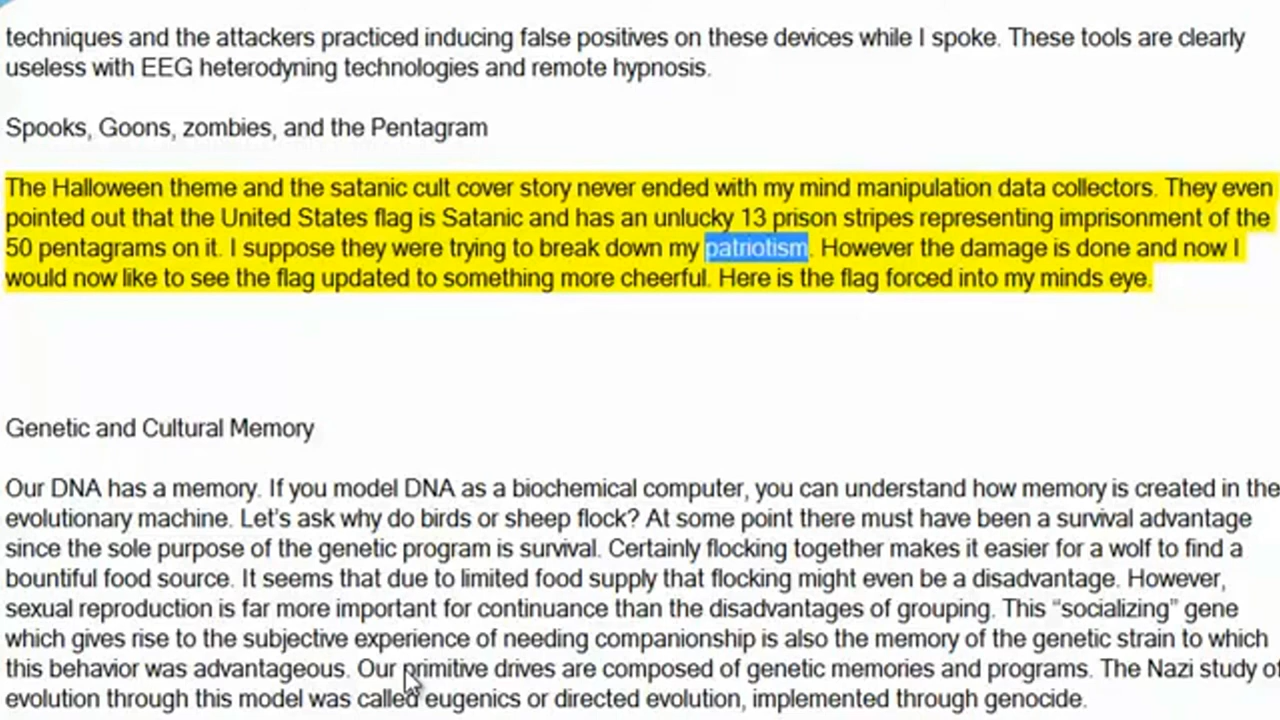 techniques and the attackers practiced inducing false positives on these devices while I spoke. These tools are clearly
useless with EEG heterodyning technologies and remote hypnosis.
Spooks, Goons, zombies, and the Pentagram
The Halloween theme and the satanic cult cover story never ended with my mind manipulation data collectors. They even
pointed out that the United States flag is Satanic and has an unlucky 13 prison stripes representing imprisonment of the
50 pentagrams on it. I suppose they were trying to break down my patriotism. However the damage is done and now I
would now like to see the flag updated to something more cheerful. Here is the flag forced into my minds eye.
Genetic and Cultural Memory
Our DNA has a memory. If you model DNA as a biochemical computer, you can understand how memory is created in the
evolutionary machine. Let’s ask why do birds or sheep flock? At some point there must have been a survival advantage
since the sole purpose of the genetic program is survival. Certainly flocking together makes it easier for a wolf to find a
bountiful food source. It seems that due to limited food supply that flocking might even be a disadvantage. However,
sexual reproduction is far more important for continuance than the disadvantages of grouping. This “socializing” gene
which gives rise to the subjective experience of needing companionship is also the memory of the genetic strain to which
this behavior was advantageous. Our primitive drives are composed of genetic memories and programs. The Nazi study of
evolution through this model was called eugenics or directed evolution, implemented through genocide.